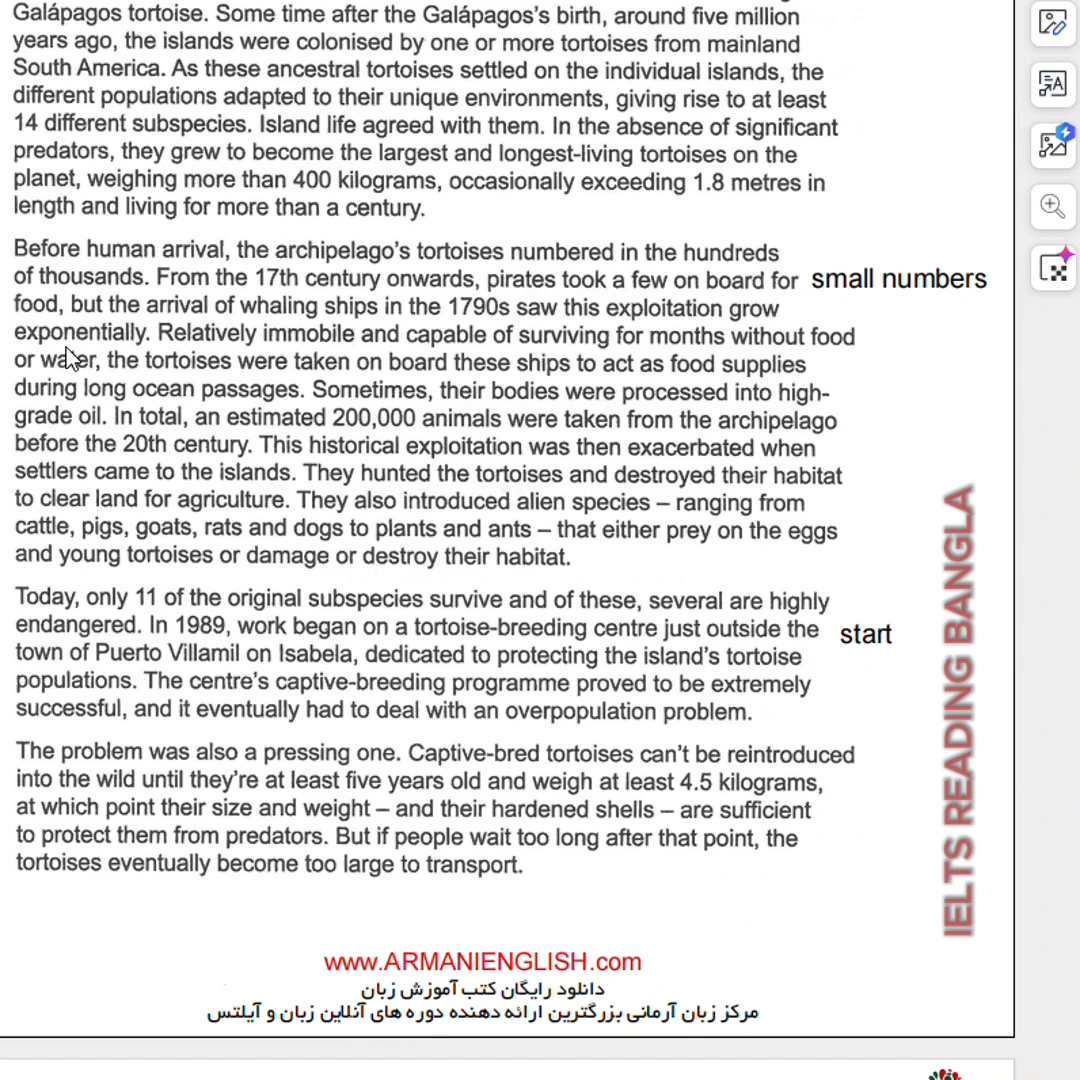 Galápagos tortoise. Some time after the Galápagos's birth, around five million
years ago, the islands were colonised by one or more tortoises from mainland
South America. As these ancestral tortoises settled on the individual islands, the
different populations adapted to their unique environments, giving rise to at least
14 different subspecies. Island life agreed with them. In the absence of significant
predators, they grew to become the largest and longest-living tortoises on the
planet, weighing more than 400 kilograms, occasionally exceeding 1.8 metres in
length and living for more than a century.
Before human arrival, the archipelago's tortoises numbered in the hundreds
of thousands. From the 17th century onwards, pirates took a few on board for small numbers
food, but the arrival of whaling ships in the 1790s saw this exploitation grow
exponentially. Relatively immobile and capable of surviving for months without food
or water, the tortoises were taken on board these ships to act as food supplies
during long ocean passages. Sometimes, their bodies were processed into high-
grade oil. In total, an estimated 200,000 animals were taken from the archipelago
before the 20th century. This historical exploitation was then exacerbated when
settlers came to the islands. They hunted the tortoises and destroyed their habitat
to clear land for agriculture. They also introduced alien species – ranging from
cattle, pigs, goats, rats and dogs to plants and ants – that either prey on the eggs
and young tortoises or damage or destroy their habitat.
Today, only 11 of the original subspecies survive and of these, several are highly
endangered. In 1989, work began on a tortoise-breeding centre just outside the start
town of Puerto Villamil on Isabela, dedicated to protecting the island's tortoise
populations. The centre's captive-breeding programme proved to be extremely
successful, and it eventually had to deal with an overpopulation problem.
The problem was also a pressing one. Captive-bred tortoises can't be reintroduced
into the wild until they're at least five years old and weigh at least 4.5 kilograms,
at which point their size and weight – and their hardened shells – are sufficient
to protect them from predators. But if people wait too long after that point, the
tortoises eventually become too large to transport.
IELTS READING BANGLA
www.ARMANIENGLISH.com
دانلود رایگان کتب آموزش زبان
مرکز زبان آرمانی بزرگترین ارائه دهنده دوره های آنلاین زبان و آیلتس